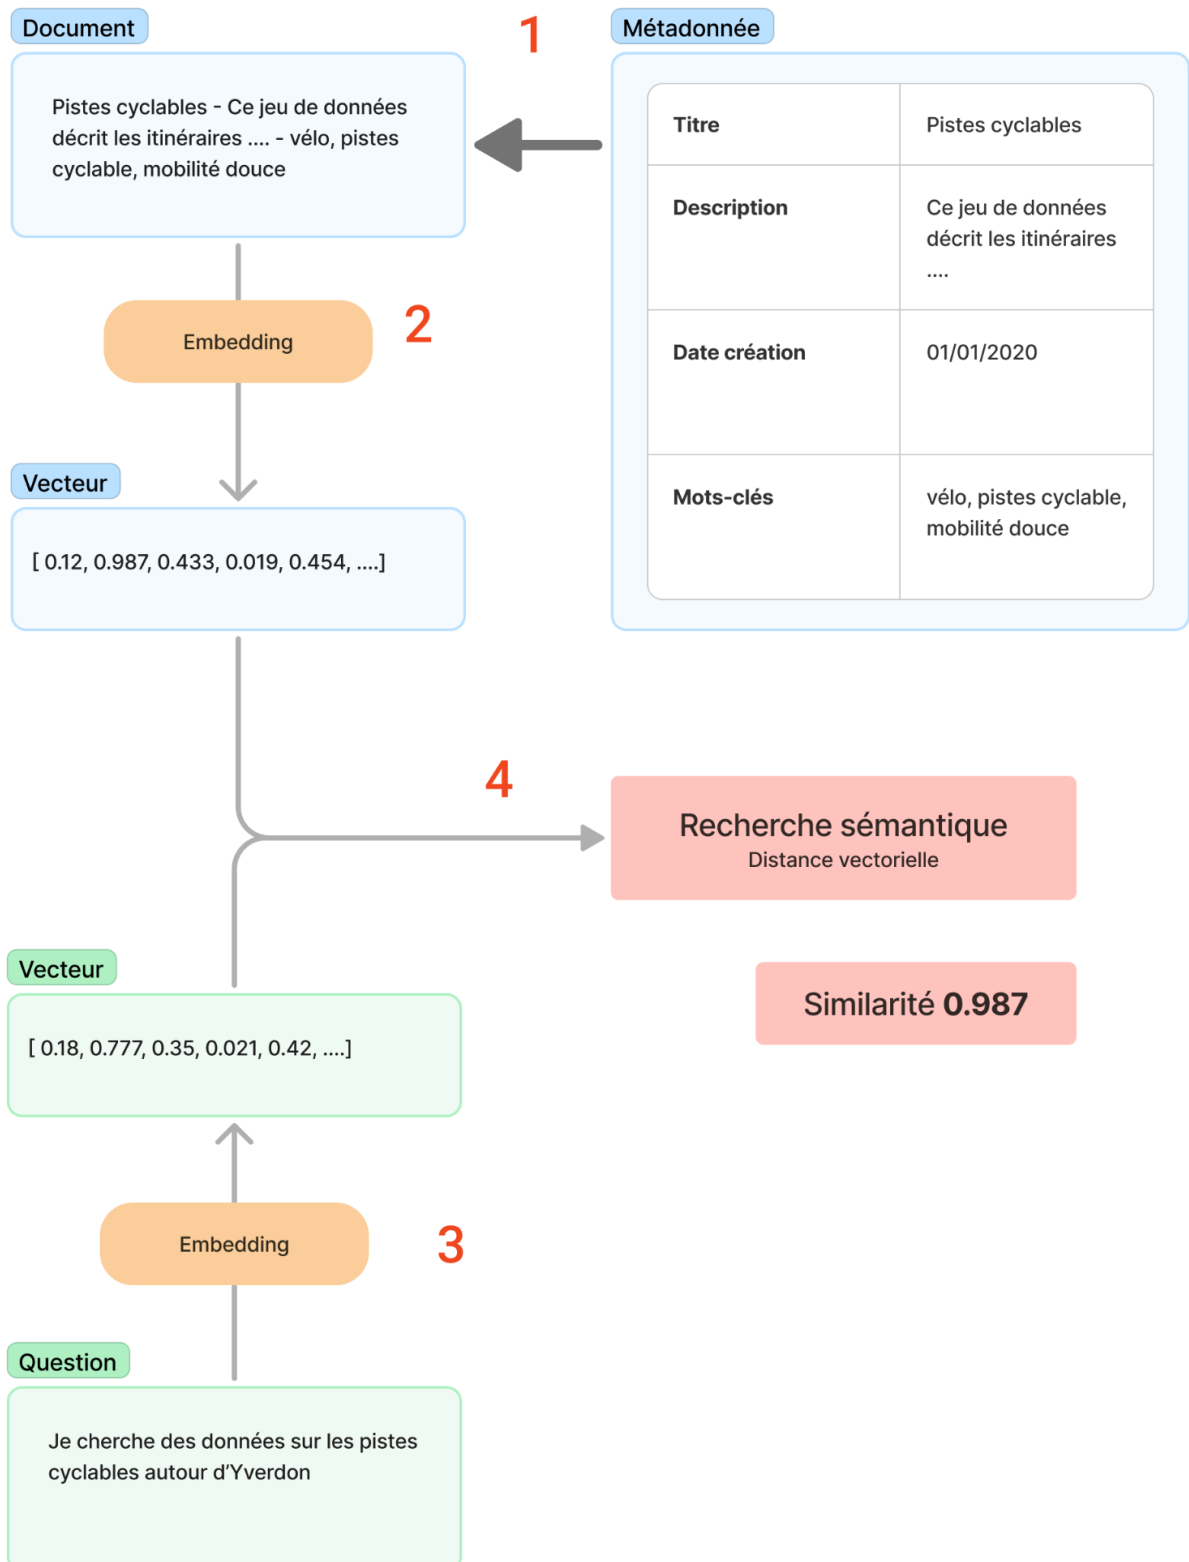 Document
1
Métadonnée
Pistes cyclables - Ce jeu de données
décrit les itinéraires .... - vélo, pistes
cyclable, mobilité douce
Titre
Pistes cyclables
Description
Ce jeu de données
décrit les itinéraires
....
Date création
01/01/2020
Mots-clés
vélo, pistes cyclable,
mobilité douce
Embedding
2
Vecteur
[ 0.12, 0.987, 0.433, 0.019, 0.454, ....]
4
Recherche sémantique
Distance vectorielle
Similarité 0.987
Vecteur
[ 0.18, 0.777, 0.35, 0.021, 0.42, ....]
Embedding
3
Question
Je cherche des données sur les pistes
cyclables autour d’Yverdon